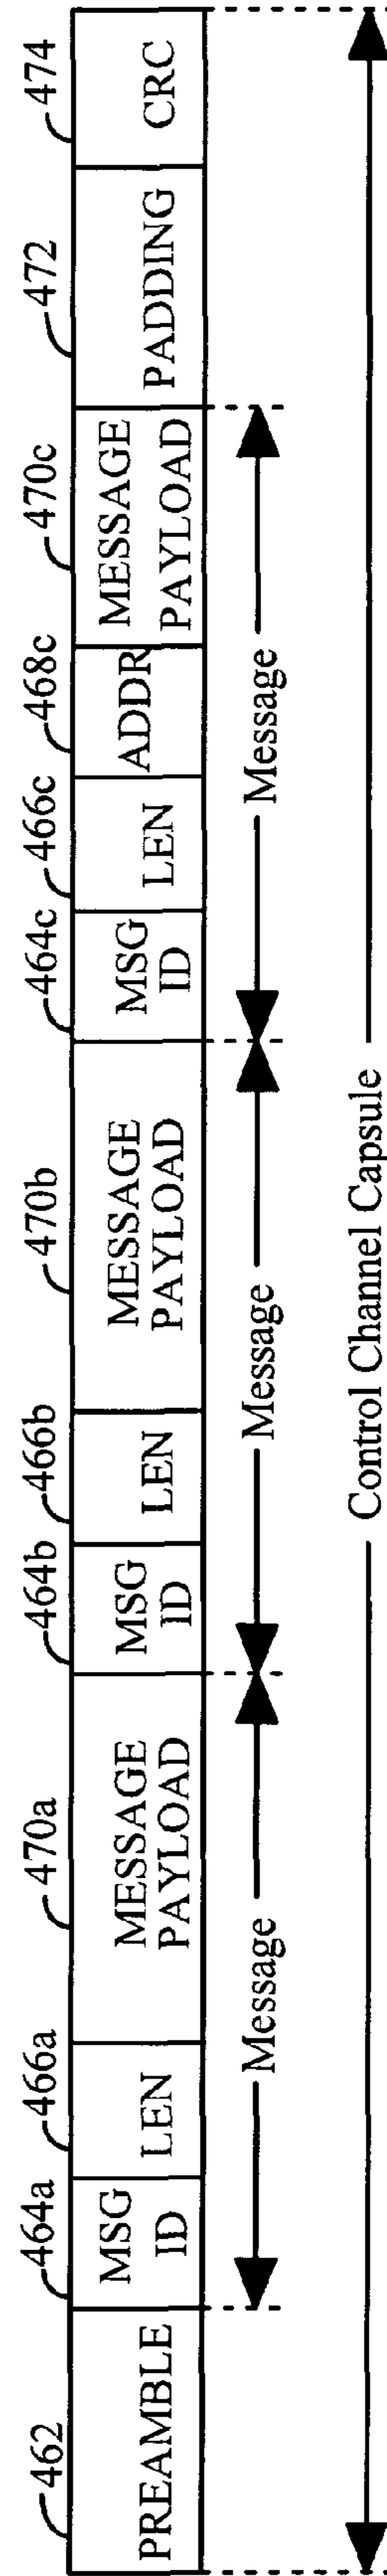 462
464a
466a
470a
464b
466b
470b
464c
466c
468c
470c
472
474
PREAMBLE
MSG
ID
LEN
MESSAGE
PAYLOAD
MSG
ID
LEN
MESSAGE
PAYLOAD
MSG
ID
LEN
ADDR
MESSAGE
PAYLOAD
PADDING
CRC
Message
Message
Message
Control Channel Capsule